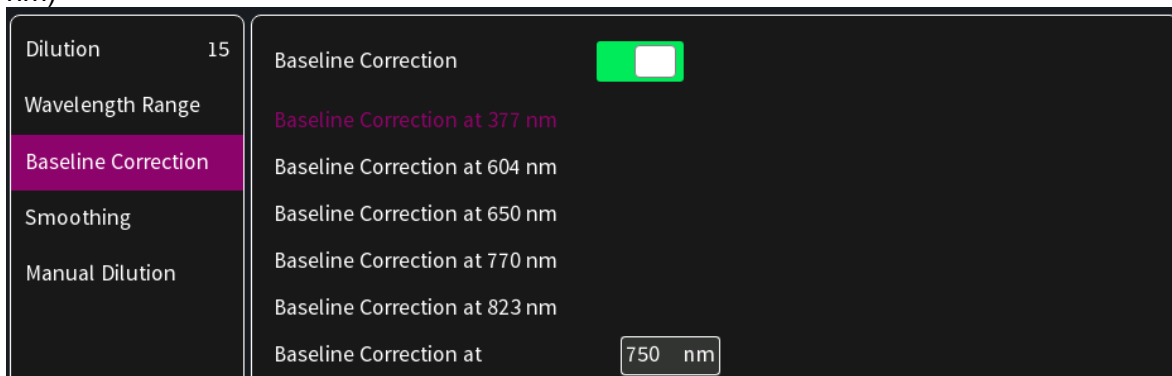 nm)
Dilution 15
Wavelength Range
Baseline Correction
Smoothing
Manual Dilution
Baseline Correction
Baseline Correction at 377 nm
Baseline Correction at 604 nm
Baseline Correction at 650 nm
Baseline Correction at 770 nm
Baseline Correction at 823 nm
Baseline Correction at 750 nm